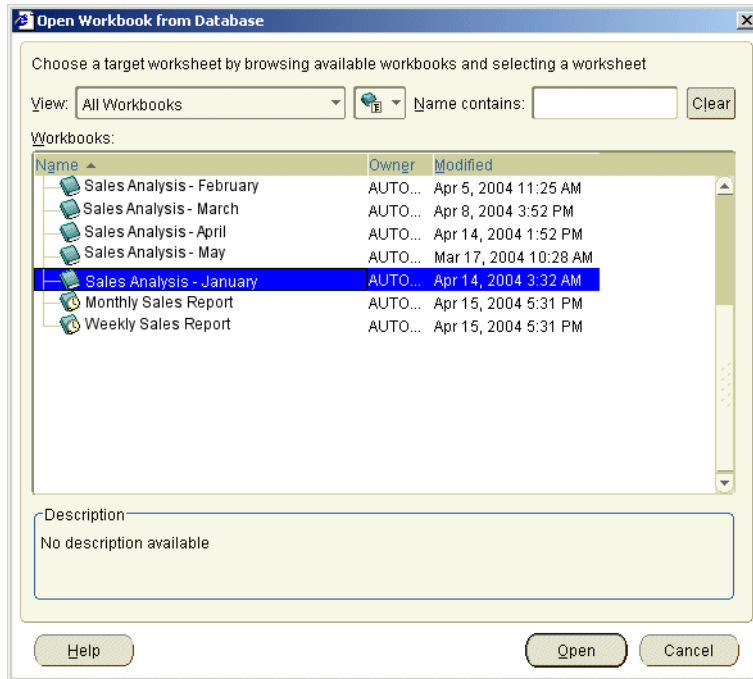 Open Workbook from Database
Choose a target worksheet by browsing available workbooks and selecting a worksheet
View: All Workbooks Name contains: Clear
Workbooks:
Name Owner Modified
Sales Analysis - February AUTO... Apr 5, 2004 11:25 AM
Sales Analysis - March AUTO... Apr 8, 2004 3:52 PM
Sales Analysis - April AUTO... Apr 14, 2004 1:52 PM
Sales Analysis - May AUTO... Mar 17, 2004 10:28 AM
Sales Analysis - January AUTO... Apr 14, 2004 3:32 AM
Monthly Sales Report AUTO... Apr 15, 2004 5:31 PM
Weekly Sales Report AUTO... Apr 15, 2004 5:31 PM
Description
No description available
Help Open Cancel